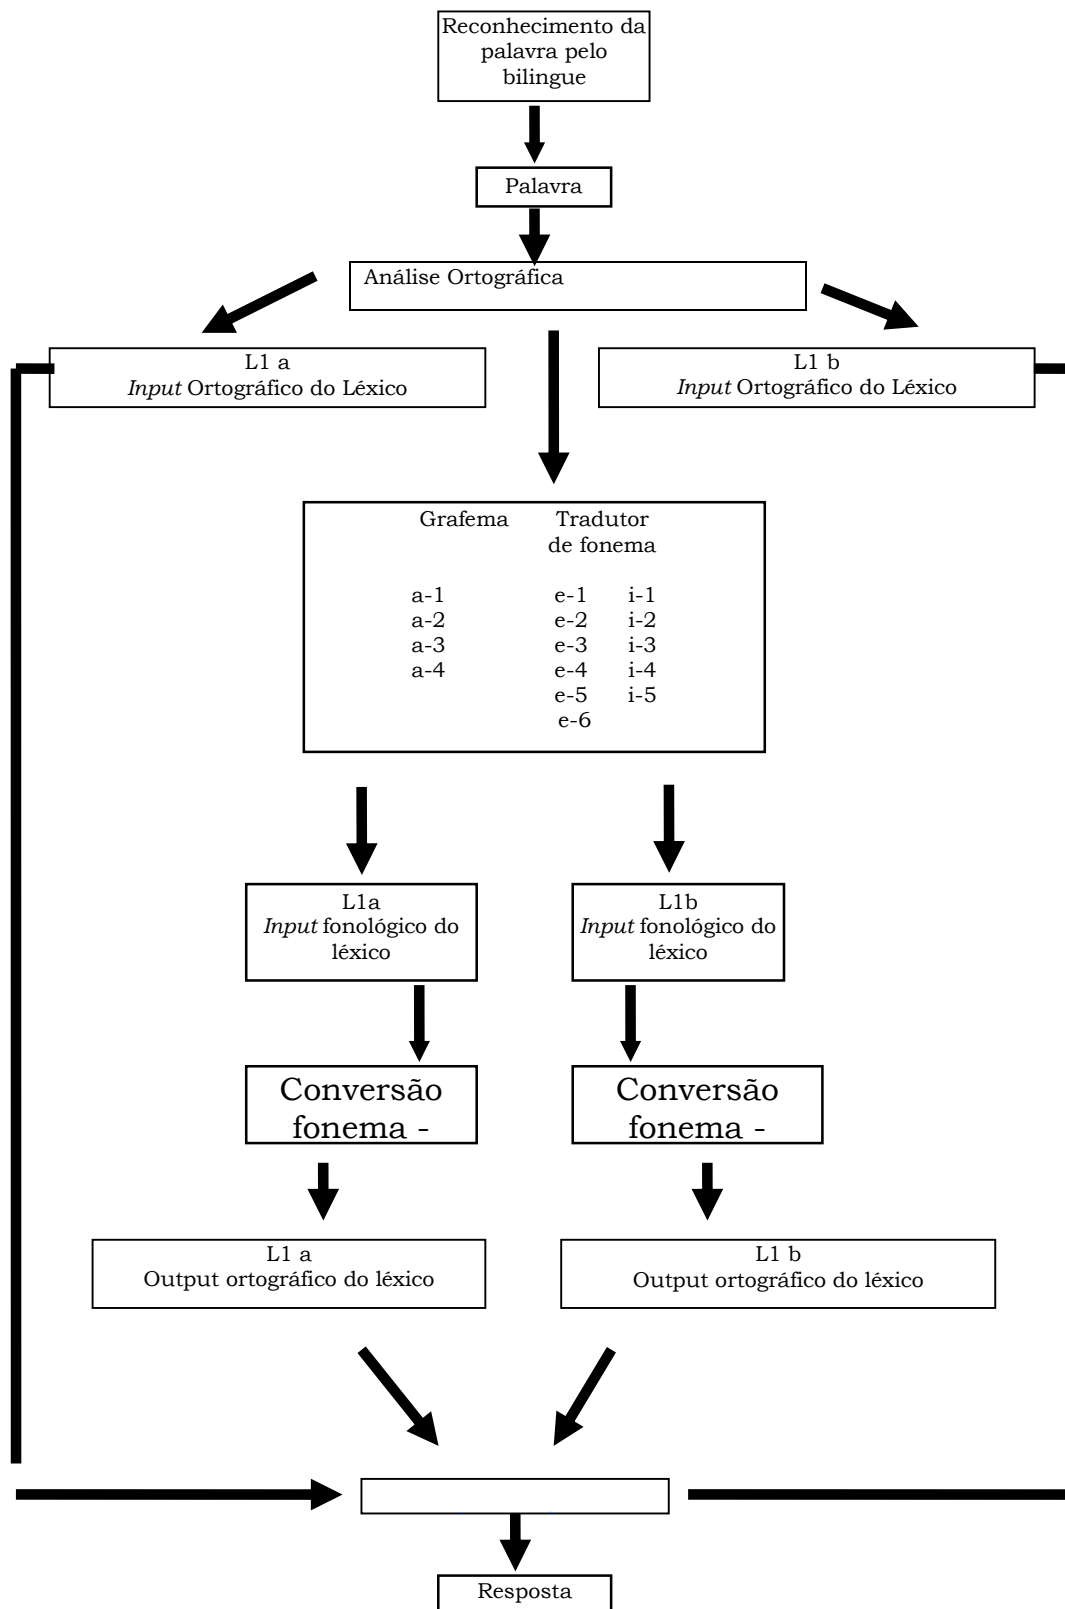 Reconhecimento da
palavra pelo
bilingue
Palavra
Análise Ortográfica
L1 a
Input Ortográfico do Léxico
L1 b
Input Ortográfico do Léxico
Grafema Tradutor
de fonema
a-1 e-1 i-1
a-2 e-2 i-2
a-3 e-3 i-3
a-4 e-4 i-4
e-5 i-5
e-6
L1a
Input fonológico do
léxico
L1b
Input fonológico do
léxico
Conversão
fonema -
Conversão
fonema -
L1 a
Output ortográfico do léxico
L1 b
Output ortográfico do léxico
Resposta